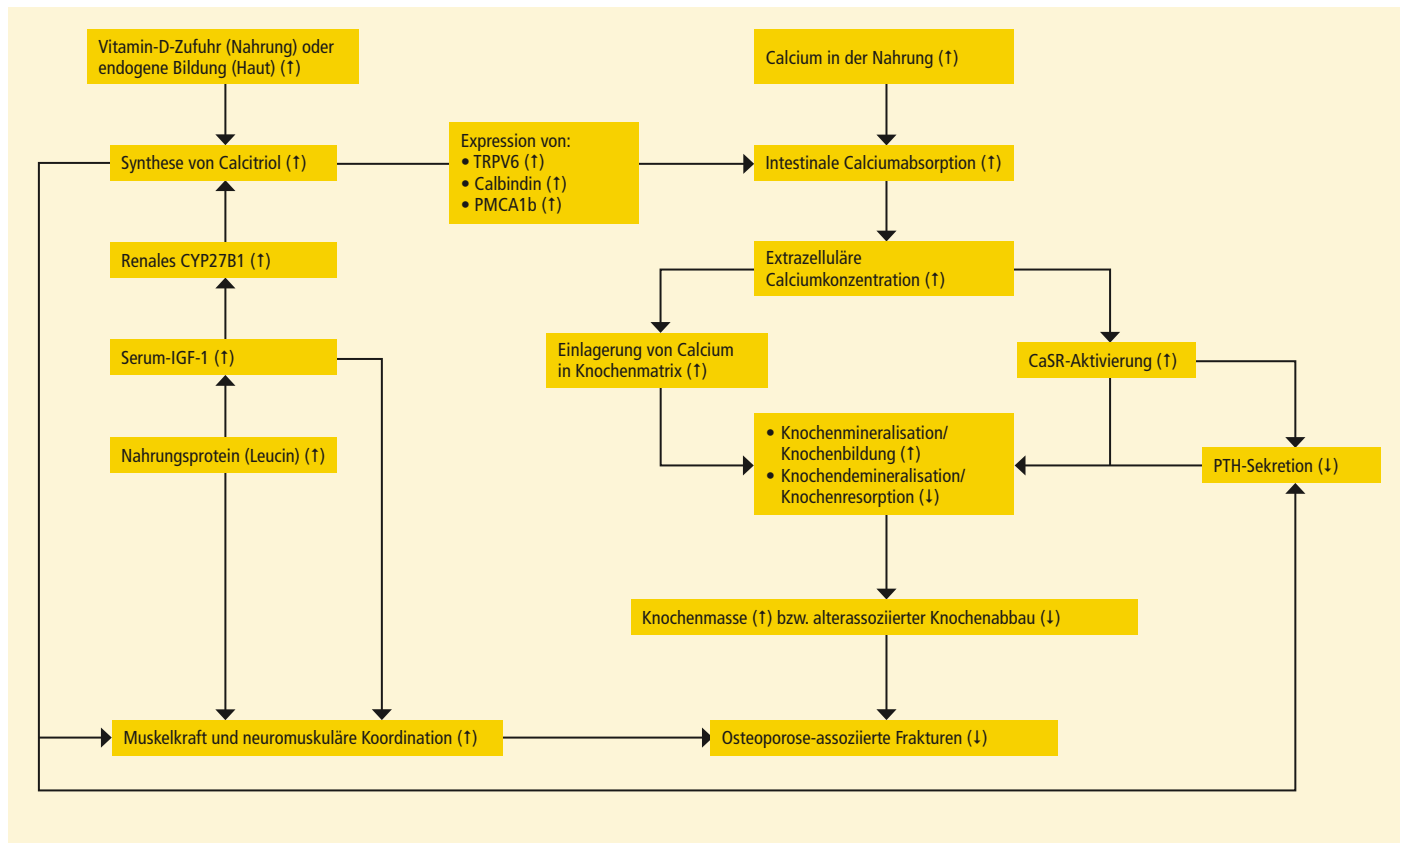 Vitamin-D-Zufuhr (Nahrung) oder
endogene Bildung (Haut) (↑)
Calcium in der Nahrung (↑)
Synthese von Calcitriol (↑)
Expression von:
• TRPV6 (↑)
• Calbindin (↑)
• PMCA1b (↑)
Intestinale Calciumabsorption (↑)
Renales CYP27B1 (↑)
Extrazelluläre
Calciumkonzentration (↑)
Serum-IGF-1 (↑)
Einlagerung von Calcium
in Knochenmatrix (↑)
CaSR-Aktivierung (↑)
Nahrungsprotein (Leucin) (↑)
• Knochenmineralisation/
Knochenbildung (↑)
• Knochendemineralisation/
Knochenresorption (↓)
PTH-Sekretion (↓)
Knochenmasse (↑) bzw. alterassoziierter Knochenabbau (↓)
Muskelkraft und neuromuskuläre Koordination (↑)
Osteoporose-assoziierte Frakturen (↓)